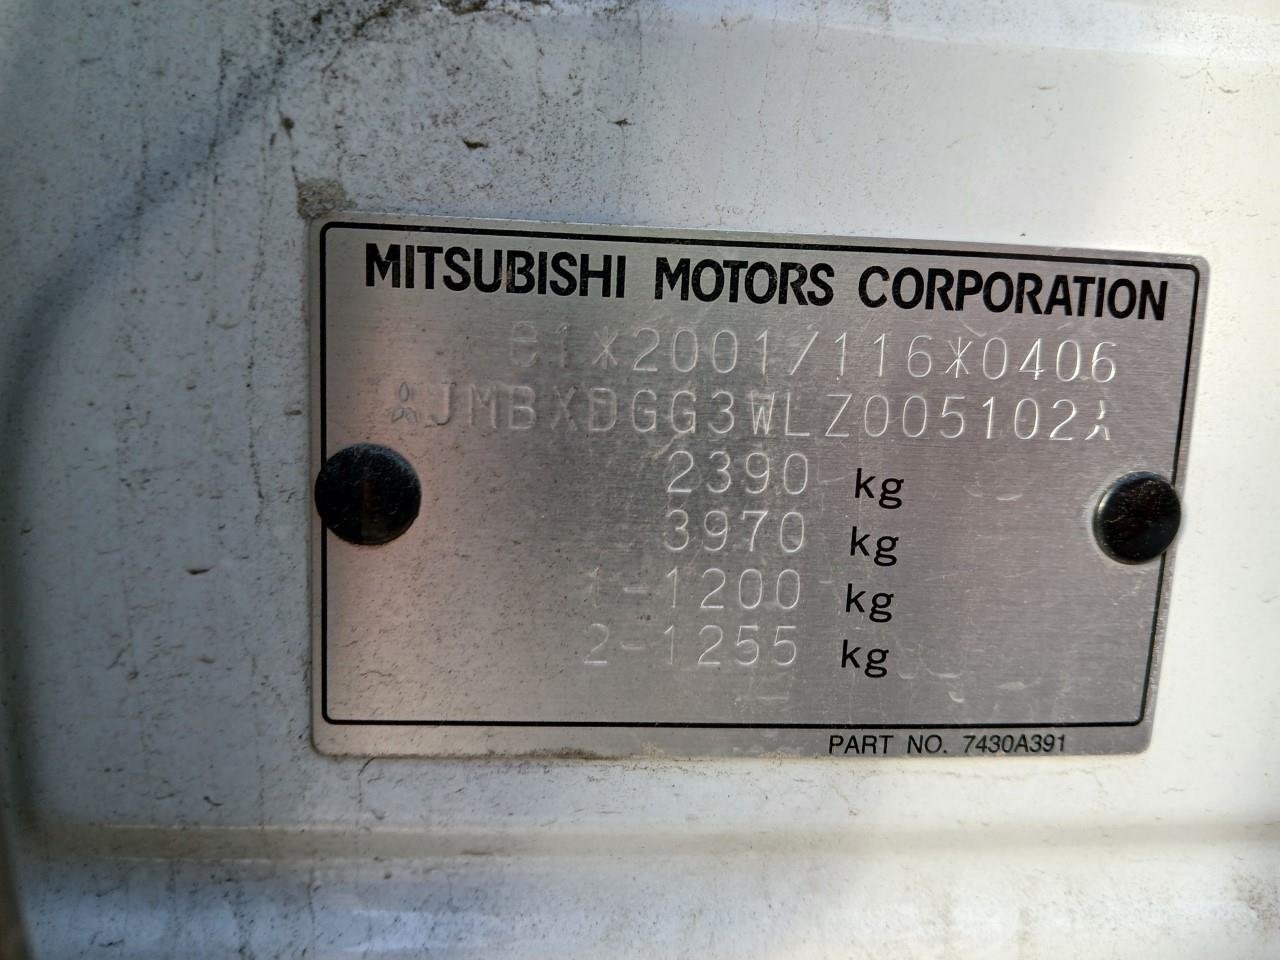 MITSUBISHI MOTORS CORPORATION
e1*2001/116*0406
JMBXDGG3WLZ005102
2390 kg
3970 kg
1-1200 kg
2-1255 kg
PART NO. 7430A391